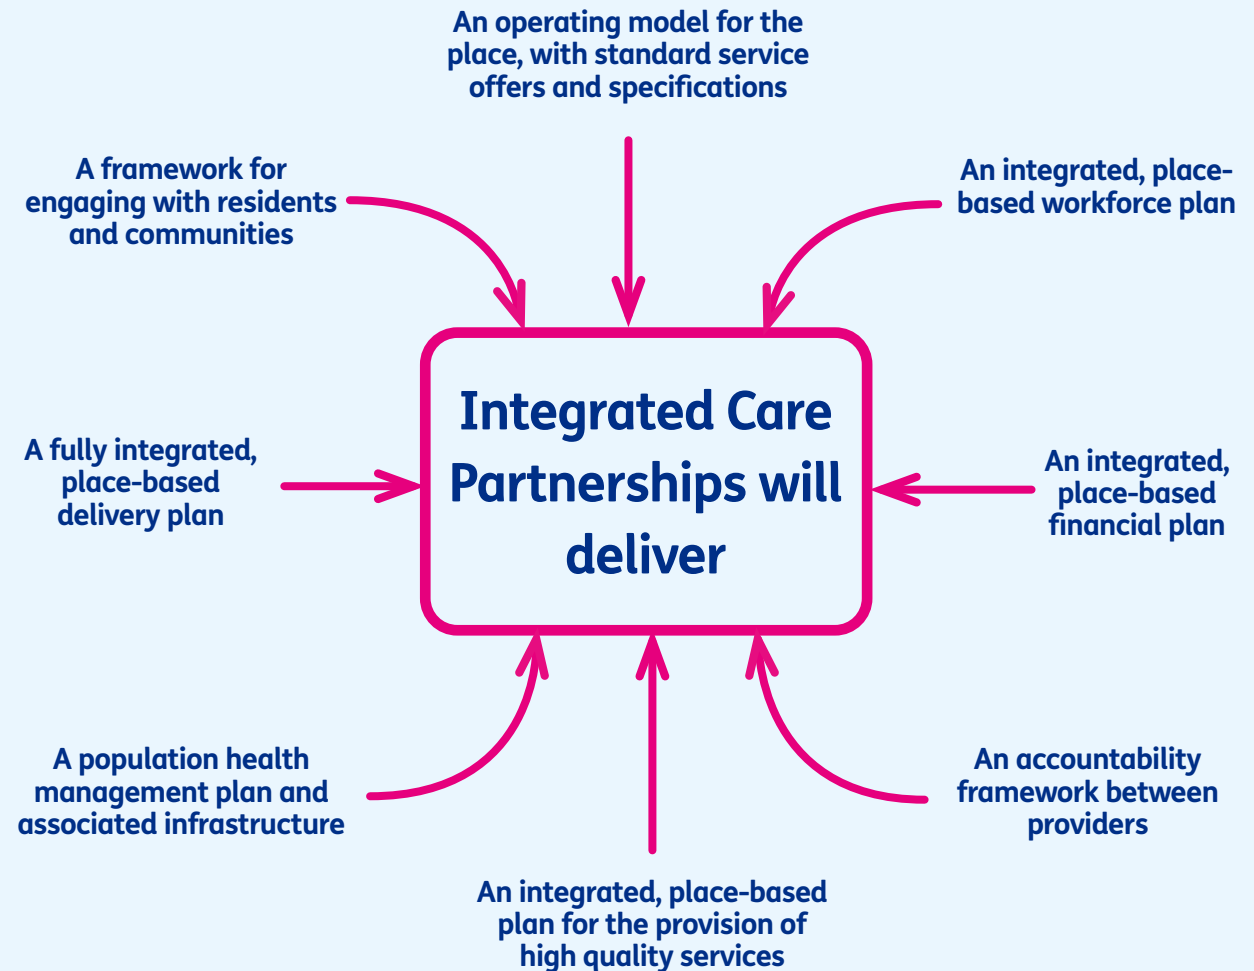 An operating model for the
place, with standard service
offers and specifications
A framework for
engaging with residents
and communities
An integrated, place-
based workforce plan
Integrated Care
Partnerships will
deliver
A fully integrated,
place-based
delivery plan
An integrated,
place-based
financial plan
A population health
management plan and
associated infrastructure
An accountability
framework between
providers
An integrated, place-based
plan for the provision of
high quality services